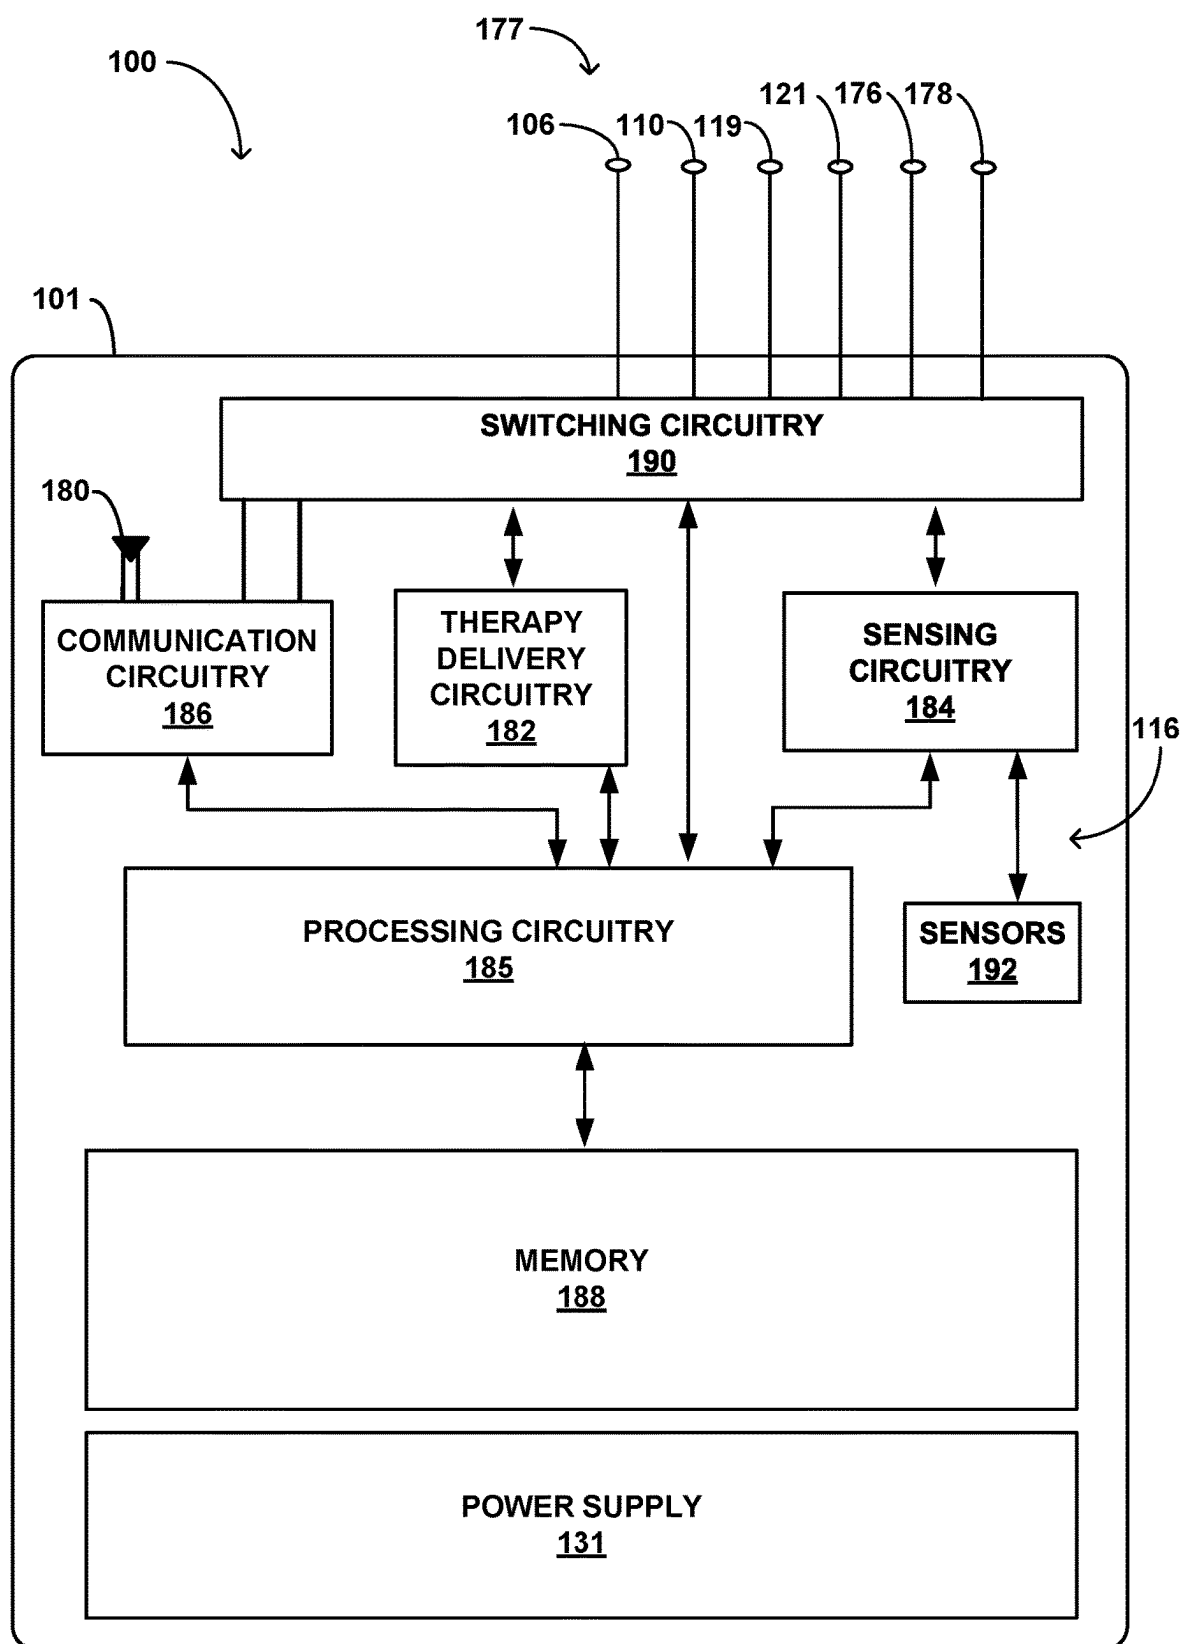 177
100
121 176 178
106 110 119
101
SWITCHING CIRCUITRY
190
180
COMMUNICATION
CIRCUITRY
186
THERAPY
DELIVERY
CIRCUITRY
182
SENSING
CIRCUITRY
184
116
PROCESSING CIRCUITRY
185
SENSORS
192
MEMORY
188
POWER SUPPLY
131